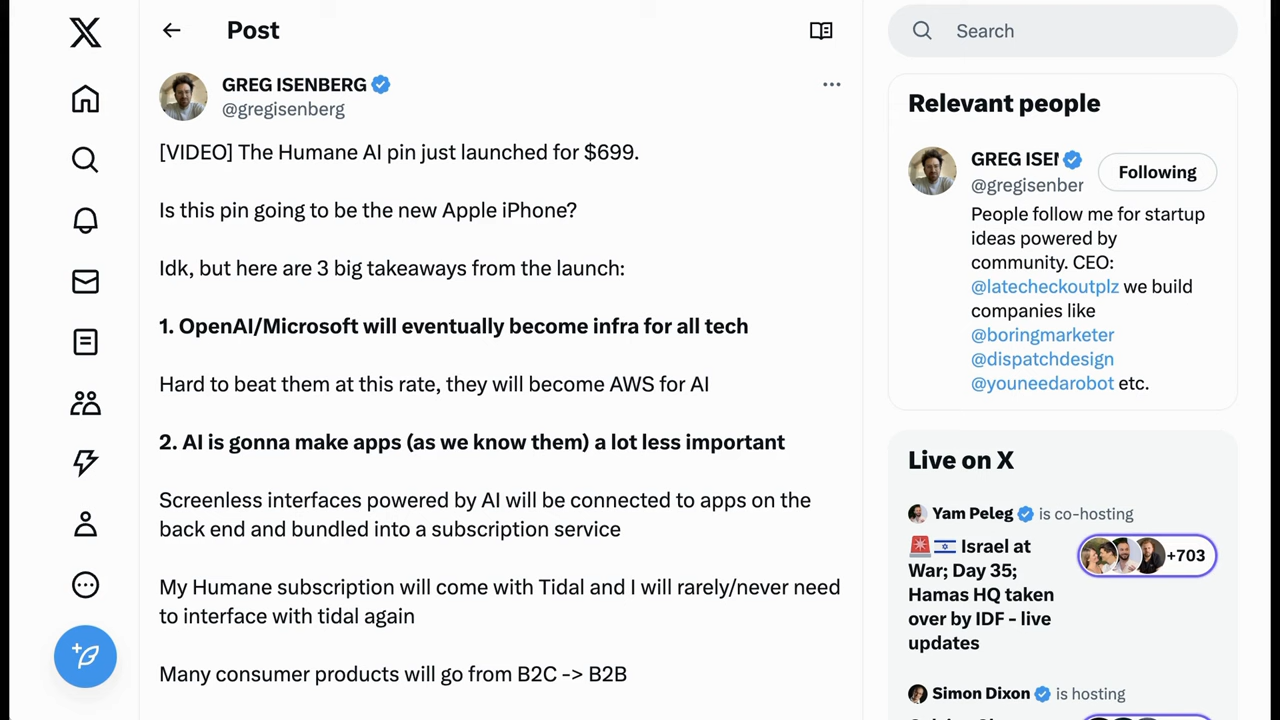 Post
GREG ISENBERG
@gregisenberg
[VIDEO] The Humane AI pin just launched for $699.
Is this pin going to be the new Apple iPhone?
Idk, but here are 3 big takeaways from the launch:
1. OpenAI/Microsoft will eventually become infra for all tech
Hard to beat them at this rate, they will become AWS for AI
2. AI is gonna make apps (as we know them) a lot less important
Screenless interfaces powered by AI will be connected to apps on the
back end and bundled into a subscription service
My Humane subscription will come with Tidal and I will rarely/never need
to interface with tidal again
Many consumer products will go from B2C -> B2B
Search
Relevant people
GREG ISEN
@gregisenber
Following
People follow me for startup
ideas powered by
community. CEO:
@latecheckoutplz we build
companies like
@boringmarketer
@dispatchdesign
@youneedarobot etc.
Live on X
Yam Peleg is co-hosting
🚨🇮🇱 Israel at
War; Day 35;
Hamas HQ taken
over by IDF - live
updates
+703
Simon Dixon is hosting